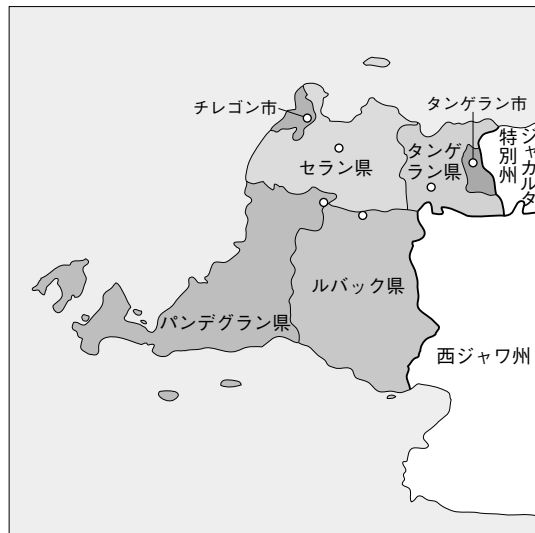 チレゴン市
タンゲラン市
セラン県
タンゲ
ラン県
ジャカルタ
特別州
ルバック県
パンデグラン県
西ジャワ州